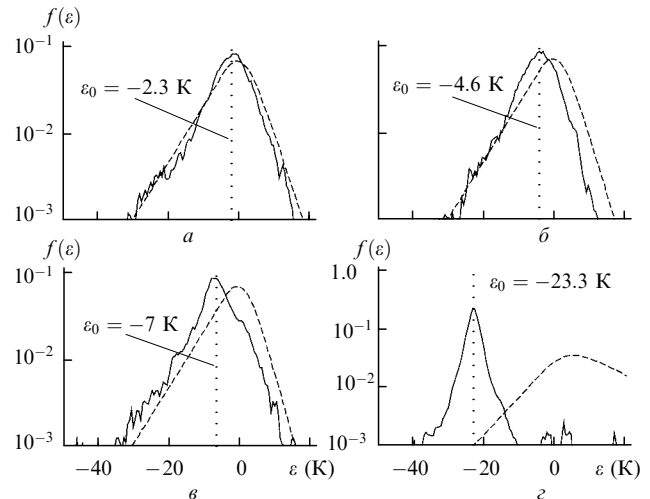 f(ε)
10⁻¹
10⁻²
10⁻³
ε₀ = −2.3 К
а
ε₀ = −4.6 К
б
f(ε)
10⁻¹
10⁻²
10⁻³
ε₀ = −7 К
−40 −20 0 ε (К)
в
f(ε)
1.0
10⁻¹
10⁻²
10⁻³
ε₀ = −23.3 К
−40 −20 0 ε (К)
г